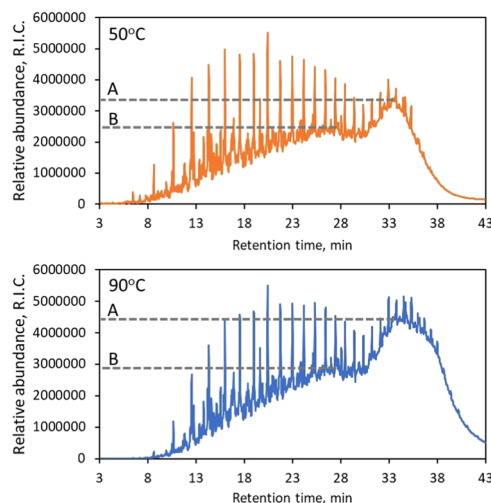 50°C
Relative abundance, R.I.C.
6000000
5000000
4000000
3000000
2000000
1000000
0
A
B
3 8 13 18 23 28 33 38 43
Retention time, min
90°C
Relative abundance, R.I.C.
6000000
5000000
4000000
3000000
2000000
1000000
0
A
B
3 8 13 18 23 28 33 38 43
Retention time, min